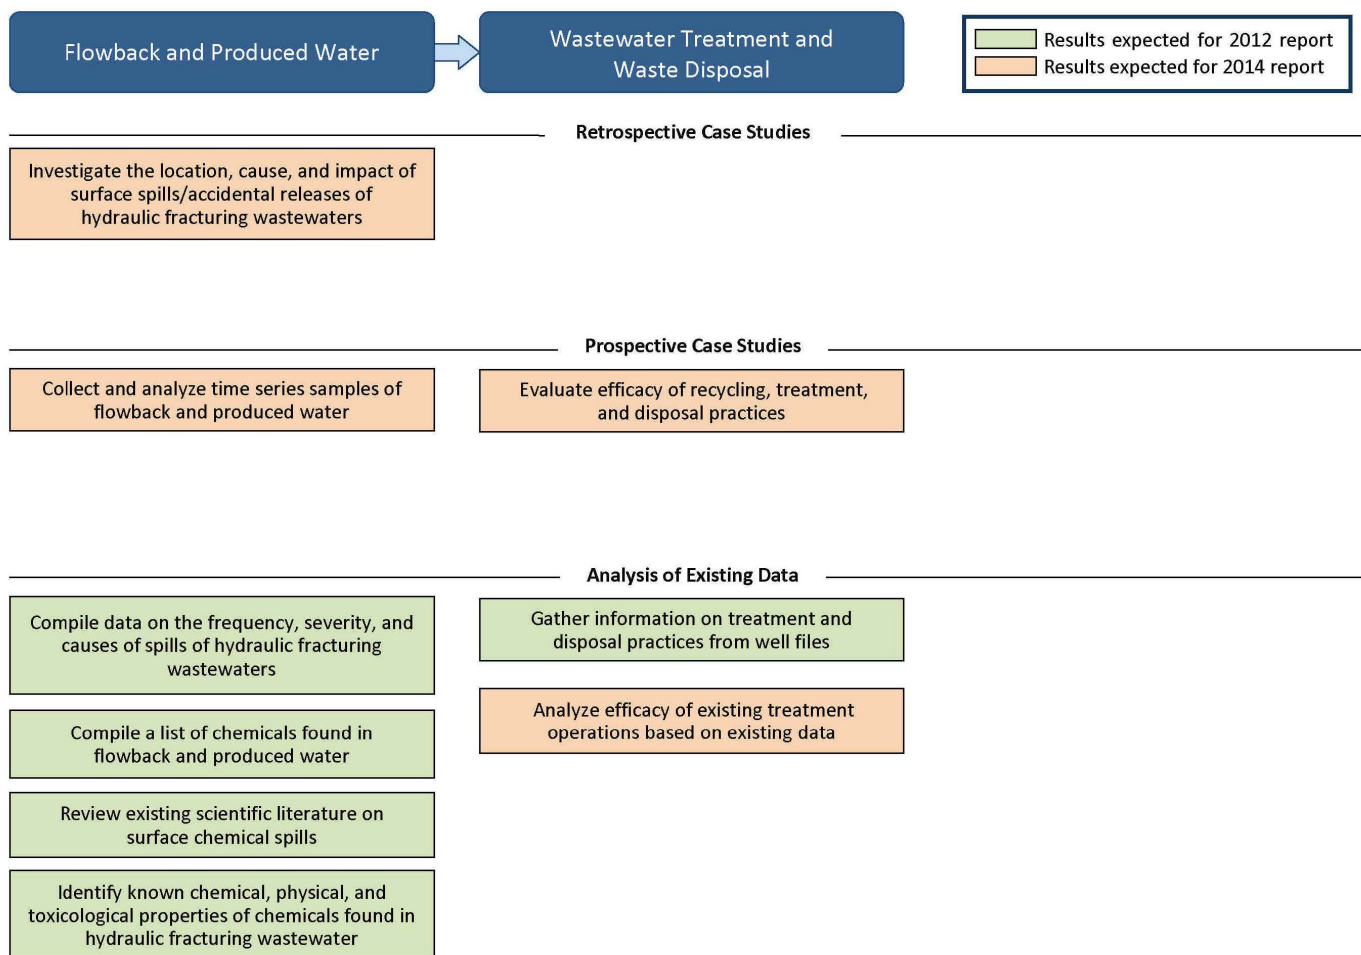 Flowback and Produced Water
Wastewater Treatment and
Waste Disposal
Results expected for 2012 report
Results expected for 2014 report
Retrospective Case Studies
Investigate the location, cause, and impact of
surface spills/accidental releases of
hydraulic fracturing wastewaters
Prospective Case Studies
Collect and analyze time series samples of
flowback and produced water
Evaluate efficacy of recycling, treatment,
and disposal practices
Analysis of Existing Data
Compile data on the frequency, severity, and
causes of spills of hydraulic fracturing
wastewaters
Gather information on treatment and
disposal practices from well files
Compile a list of chemicals found in
flowback and produced water
Analyze efficacy of existing treatment
operations based on existing data
Review existing scientific literature on
surface chemical spills
Identify known chemical, physical, and
toxicological properties of chemicals found in
hydraulic fracturing wastewater